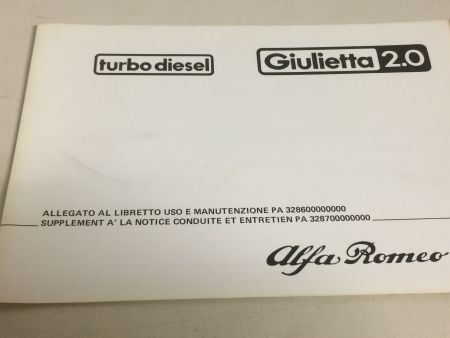 turbo diesel
Giulietta 2.0
ALLEGATO AL LIBRETTO USO E MANUTENZIONE PA 328600000000
SUPPLEMENT A' LA NOTICE CONDUITE ET ENTRETIEN PA 328700000000
Alfa Romeo